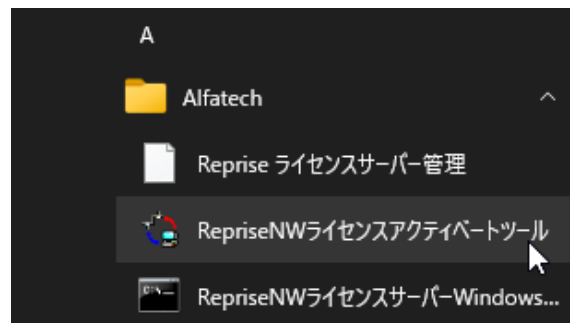 A
Alfatech
Reprise ライセンスサーバー管理
RepriseNWライセンスアクティベートツール
RepriseNWライセンスサーバーWindows...